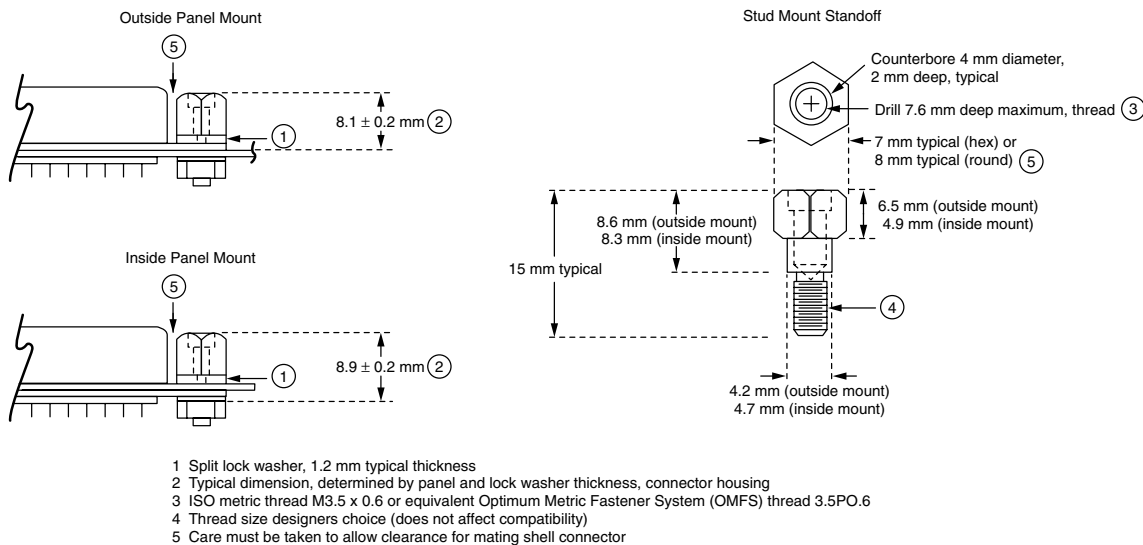 Outside Panel Mount
5
8.1 ± 0.2 mm 2
1
Inside Panel Mount
5
8.9 ± 0.2 mm 2
1
Stud Mount Standoff
Counterbore 4 mm diameter,
2 mm deep, typical
Drill 7.6 mm deep maximum, thread 3
7 mm typical (hex) or
8 mm typical (round) 5
8.6 mm (outside mount)
8.3 mm (inside mount)
6.5 mm (outside mount)
4.9 mm (inside mount)
15 mm typical
4
4.2 mm (outside mount)
4.7 mm (inside mount)
1 Split lock washer, 1.2 mm typical thickness
2 Typical dimension, determined by panel and lock washer thickness, connector housing
3 ISO metric thread M3.5 x 0.6 or equivalent Optimum Metric Fastener System (OMFS) thread 3.5PO.6
4 Thread size designers choice (does not affect compatibility)
5 Care must be taken to allow clearance for mating shell connector